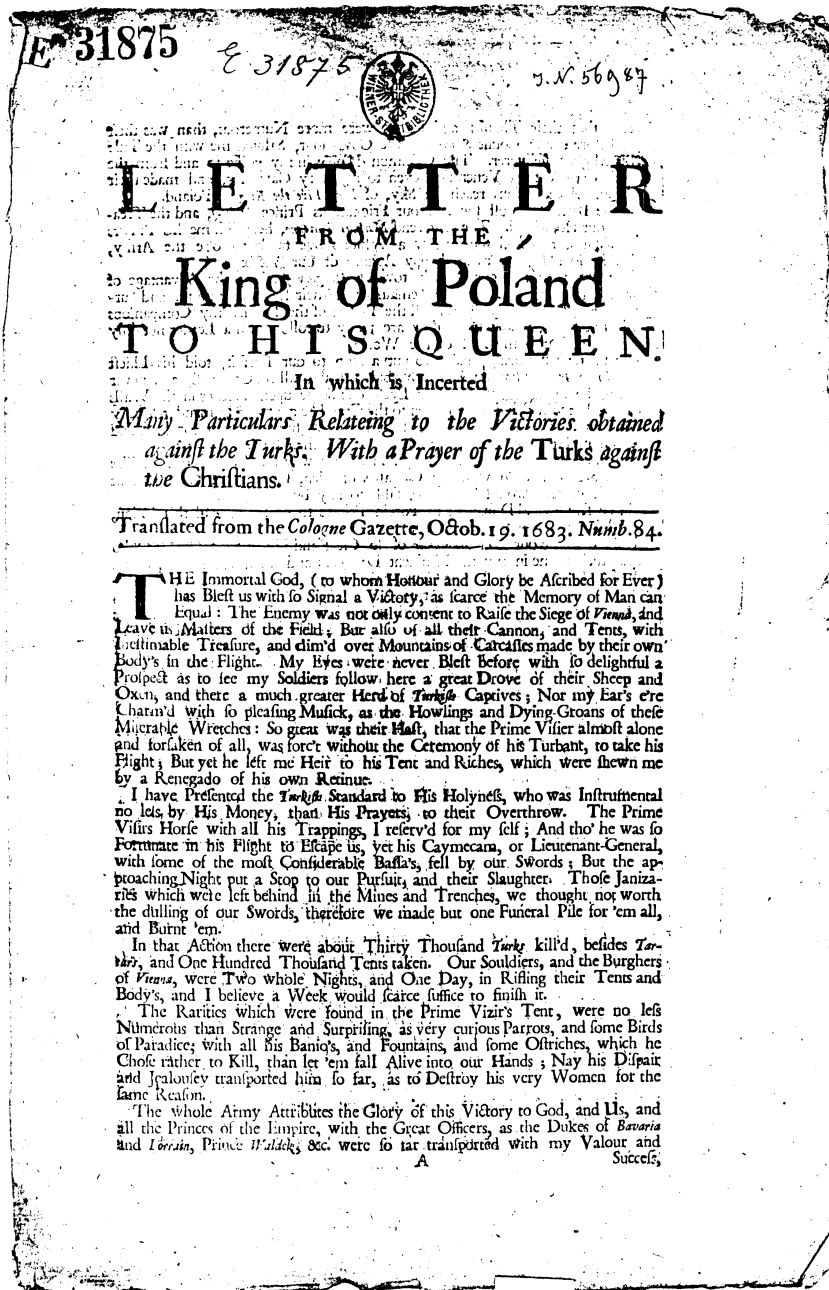 E 31875
E 31875
J.N. 56987
WIENER STADTBIBLIOTHEK
LETTER
FROM THE
King of Poland
TO HIS QUEEN.
In which is Incerted
Many Particulars Relateing to the Victories obtained
against the Turks. With a Prayer of the Turks against
the Christians.
Translated from the Cologne Gazette, Octob. 19. 1683. Numb. 84.
THE Immortal God, (to whom Honour and Glory be Ascribed for Ever)
has Blest us with so Signal a Victory, as scarce the Memory of Man can
Equal: The Enemy was not only content to Raise the Siege of Vienna, and
Leave us Masters of the Field; But also of all their Cannon, and Tents, with
Inestimable Treasure, and clim'd over Mountains of Carcasses made by their own
Body's in the Flight. My Eyes were never Blest before with so delightful a
Prospect as to see my Soldiers follow here a great Drove of their Sheep and
Oxen, and there a much greater Herd of Turkish Captives; Nor my Ear's e're
Charm'd with so pleasing Musick, as the Howlings and Dying-Groans of these
Miserable Wretches: So great was their Hast, that the Prime Visier almost alone
and forsaken of all, was forc't without the Ceremony of his Turbant, to take his
Flight; But yet he left me Heir to his Tent and Riches, which were shewn me
by a Renegado of his own Retinue.
I have Presented the Turkish Standard to His Holyness, who was Instrumental
no less by His Money, than His Prayers, to their Overthrow. The Prime
Visirs Horse with all his Trappings, I reserv'd for my self; And tho' he was so
Fortunate in his Flight to Escape us, yet his Caymecam, or Lieutenant-General,
with some of the most Considerable Bassa's, fell by our Swords; But the ap-
proaching Night put a Stop to our Pursuit, and their Slaughter. Those Janiza-
ries which were left behind in the Mines and Trenches, we thought not worth
the dulling of our Swords, therefore we made but one Funeral Pile for 'em all,
and Burnt 'em.
In that Action there were about Thirty Thousand Turks kill'd, besides Tar-
tars, and One Hundred Thousand Tents taken. Our Souldiers, and the Burghers
of Vienna, were Two whole Nights, and One Day, in Rifling their Tents and
Body's, and I believe a Week would scarce suffice to finish it.
The Rarities which were found in the Prime Vizir's Tent, were no less
Numerous than Strange and Surprising, as very curious Parrots, and some Birds
of Paradice, with all his Banio's, and Fountains, and some Ostriches, which he
Chose rather to Kill, than let 'em fall Alive into our Hands; Nay his Dispair
and Jealousey transported him so far, as to Destroy his very Women for the
same Reason.
The whole Army Attributes the Glory of this Victory to God, and Us, and
all the Princes of the Empire, with the Great Officers, as the Dukes of Bavaria
and Lorrain, Prince Waldek, &c. were so far transported with my Valour and
A Success,